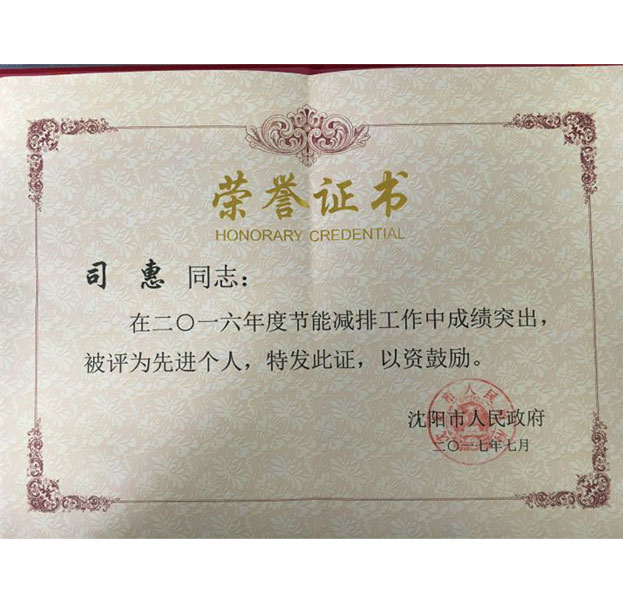 荣誉证书
HONORARY CREDENTIAL
司 惠 同志：
在二〇一六年度节能减排工作中成绩突出，
被评为先进个人，特发此证，以资鼓励。
沈阳市人民政府
二〇一七年七月